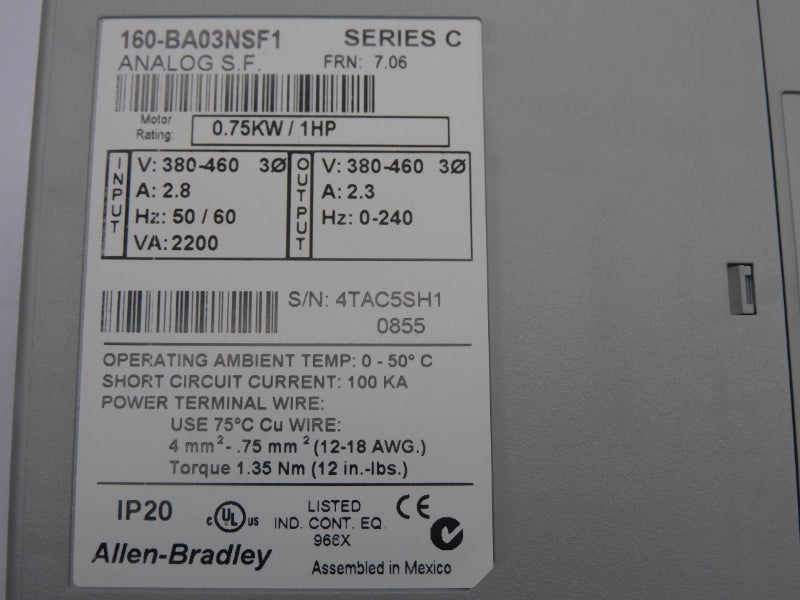 160-BA03NSF1 SERIES C
ANALOG S.F. FRN: 7.06
Motor Rating: 0.75KW / 1HP
INPUT
V: 380-460 3Ø
A: 2.8
Hz: 50 / 60
VA: 2200
OUTPUT
V: 380-460 3Ø
A: 2.3
Hz: 0-240
S/N: 4TAC5SH1
0855
OPERATING AMBIENT TEMP: 0 - 50° C
SHORT CIRCUIT CURRENT: 100 KA
POWER TERMINAL WIRE:
USE 75°C Cu WIRE:
4 mm²- .75 mm² (12-18 AWG.)
Torque 1.35 Nm (12 in.-lbs.)
IP20 c UL us LISTED CE
IND. CONT. EQ.
966X
Allen-Bradley Assembled in Mexico